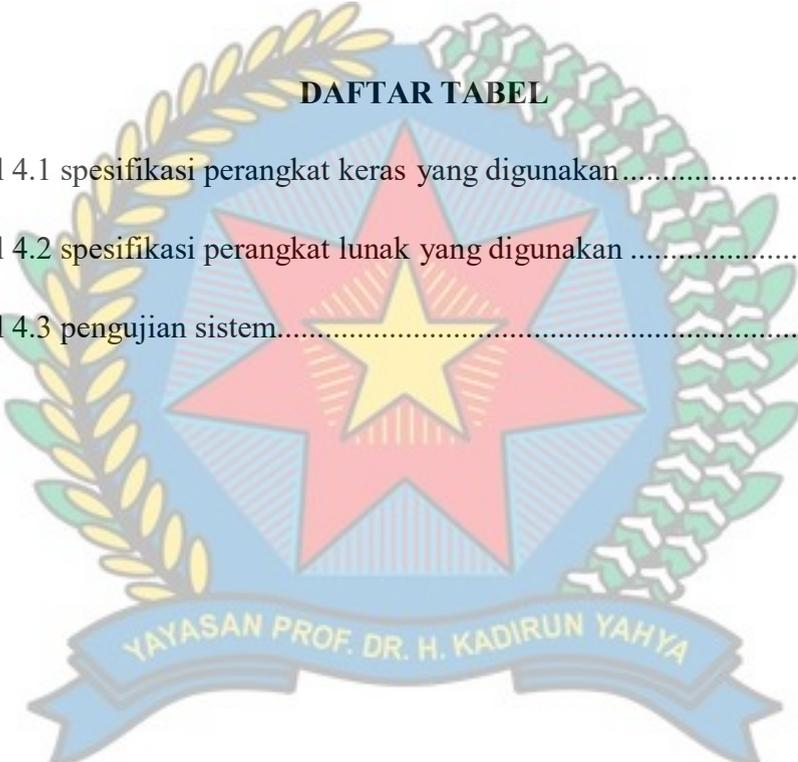 DAFTAR TABEL
l 4.1 spesifikasi perangkat keras yang digunakan......................
l 4.2 spesifikasi perangkat lunak yang digunakan .....................
l 4.3 pengujian sistem.................................................................
YAYASAN PROF. DR. H. KADIRUN YAHYA